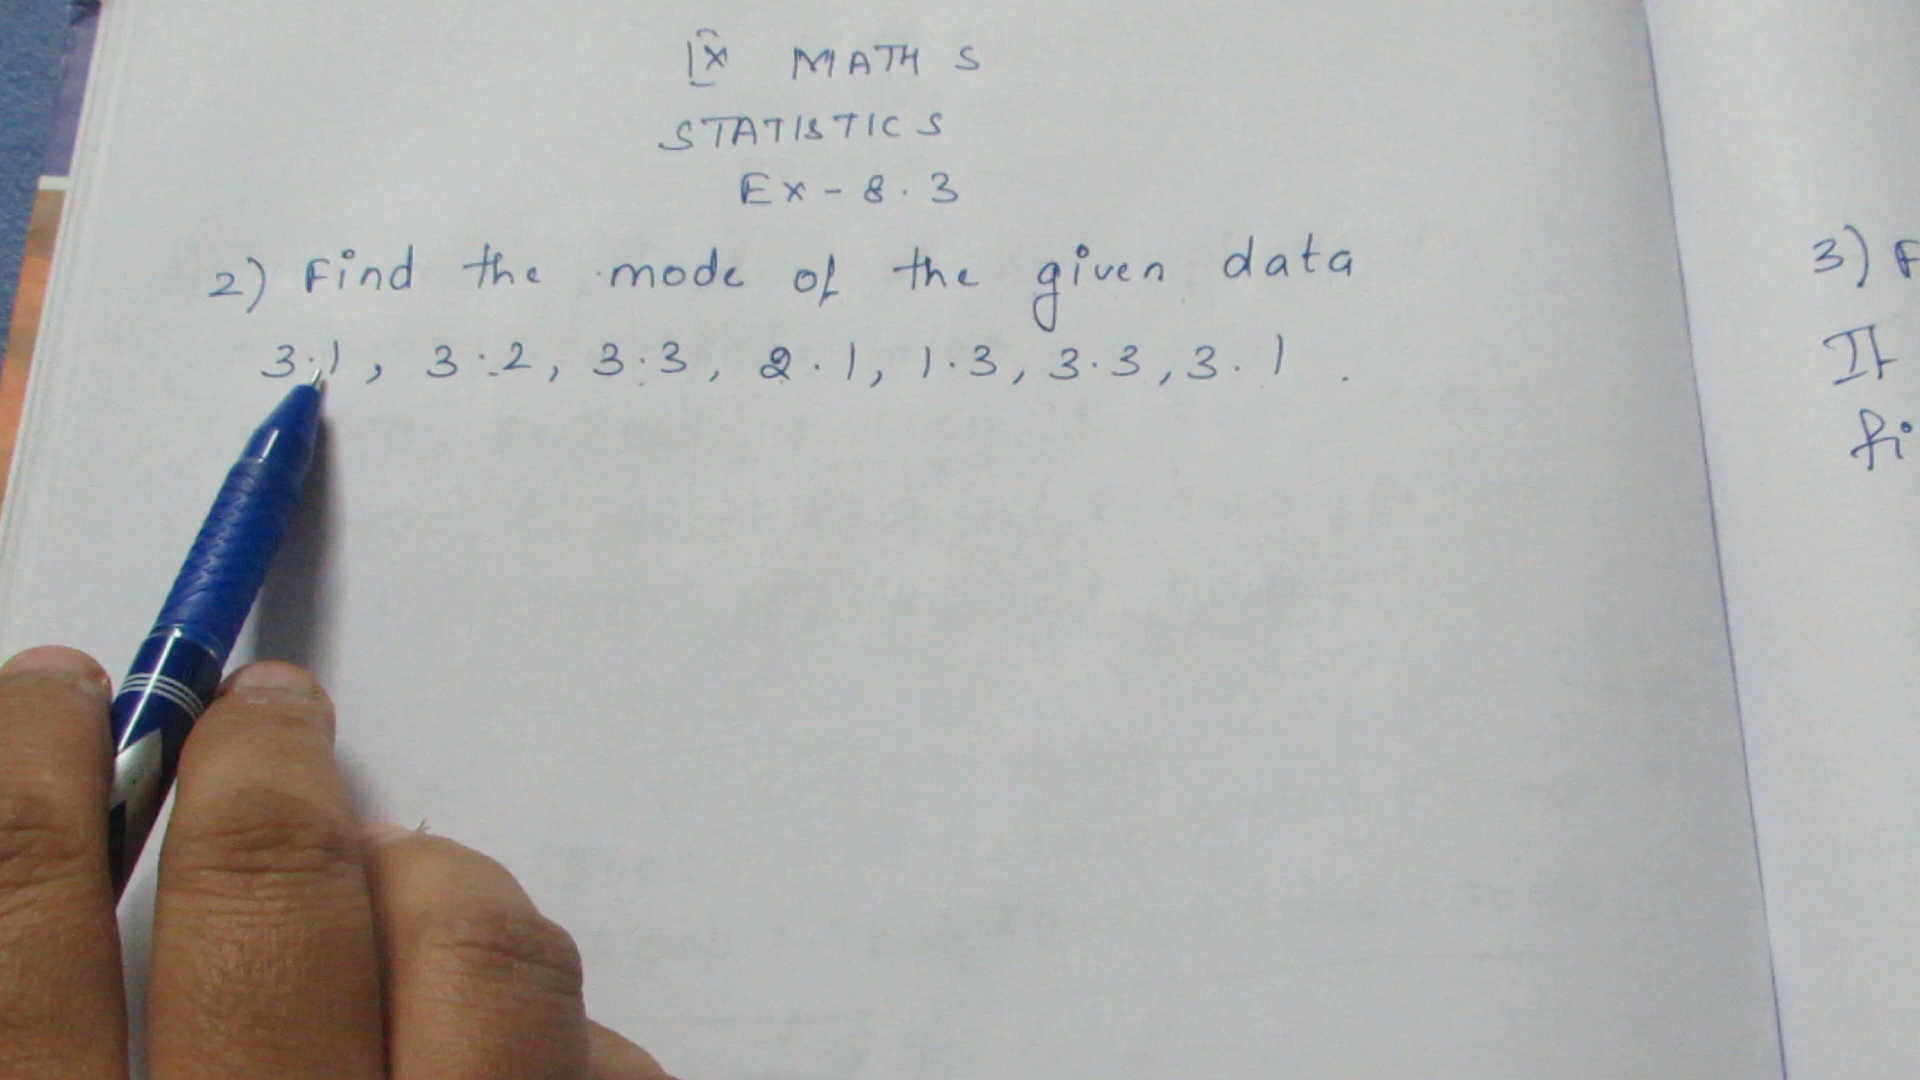 IX MATHS
STATISTICS
Ex - 8.3
2) Find the mode of the given data
3.1, 3.2, 3.3, 2.1, 1.3, 3.3, 3.1 .
3) F
If
fi